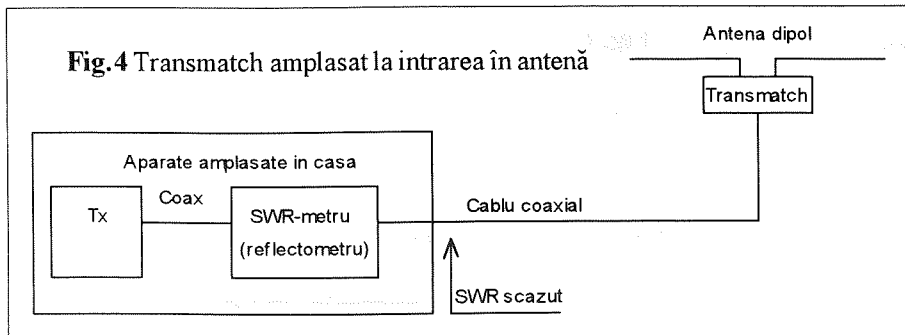 Antena dipol
Fig.4 Transmatch amplasat la intrarea în antenă
Transmatch
Aparate amplasate in casa
Tx
Coax
SWR-metru
(reflectometru)
Cablu coaxial
SWR scazut